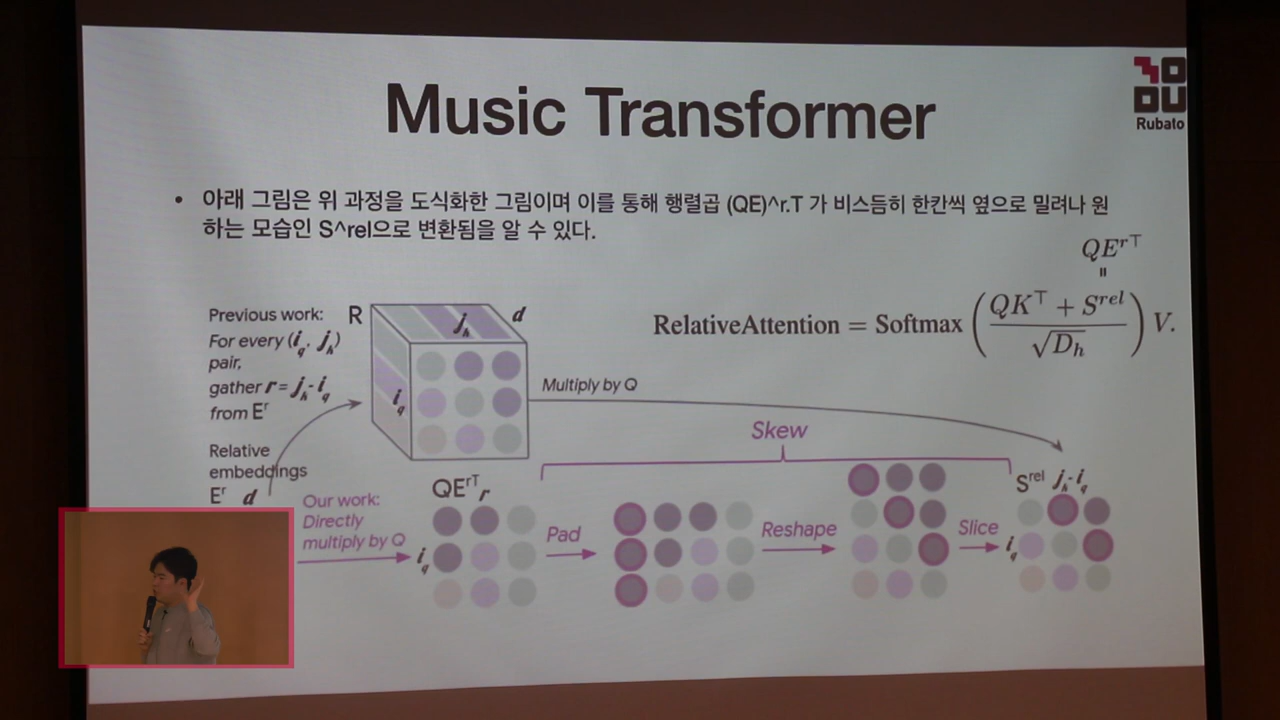 Music Transformer
YODU
Rubato
• 아래 그림은 위 과정을 도식화한 그림이며 이를 통해 행렬곱 (QE)^r.T 가 비스듬히 한칸씩 옆으로 밀려나 원
하는 모습인 S^rel으로 변환됨을 알 수 있다.
QE^{r⊤}
=
RelativeAttention = Softmax ( (QK^⊤ + S^{rel}) / √D_h ) V.
Previous work:
For every (i_q, j_k)
pair,
gather r = j_k - i_q
from E^r
R
j_k
d
i_q
Multiply by Q
Relative
embeddings
E^r d
Skew
Our work:
Directly
multiply by Q
QE^{rT} r
i_q
Pad
Reshape
Slice
S^{rel} j_k - i_q
i_q